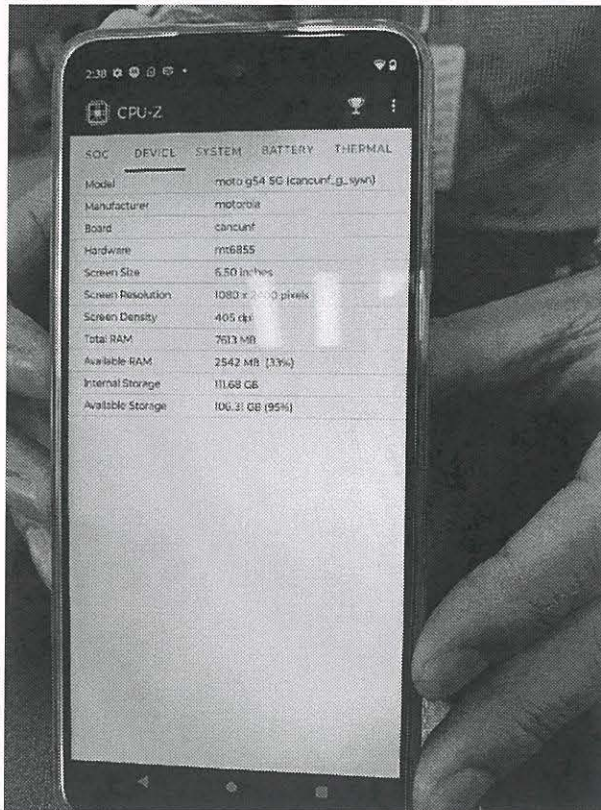 2:38
CPU-Z
SOC DEVICE SYSTEM BATTERY THERMAL
Model moto g54 5G (cancunf_g_sysn)
Manufacturer motorola
Board cancunf
Hardware mt6855
Screen Size 6.50 inches
Screen Resolution 1080 x 2400 pixels
Screen Density 405 dpi
Total RAM 7613 MB
Available RAM 2542 MB (33%)
Internal Storage 111.68 GB
Available Storage 106.31 GB (95%)